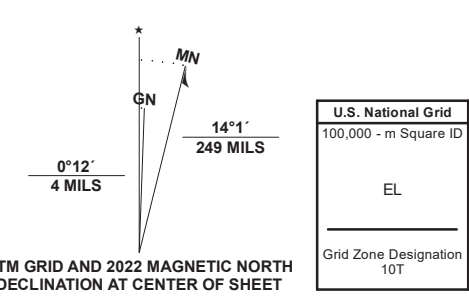 ★
MN
GN
14°1´
249 MILS
0°12´
4 MILS
TM GRID AND 2022 MAGNETIC NORTH
DECLINATION AT CENTER OF SHEET
U.S. National Grid
100,000 - m Square ID
EL
Grid Zone Designation
10T